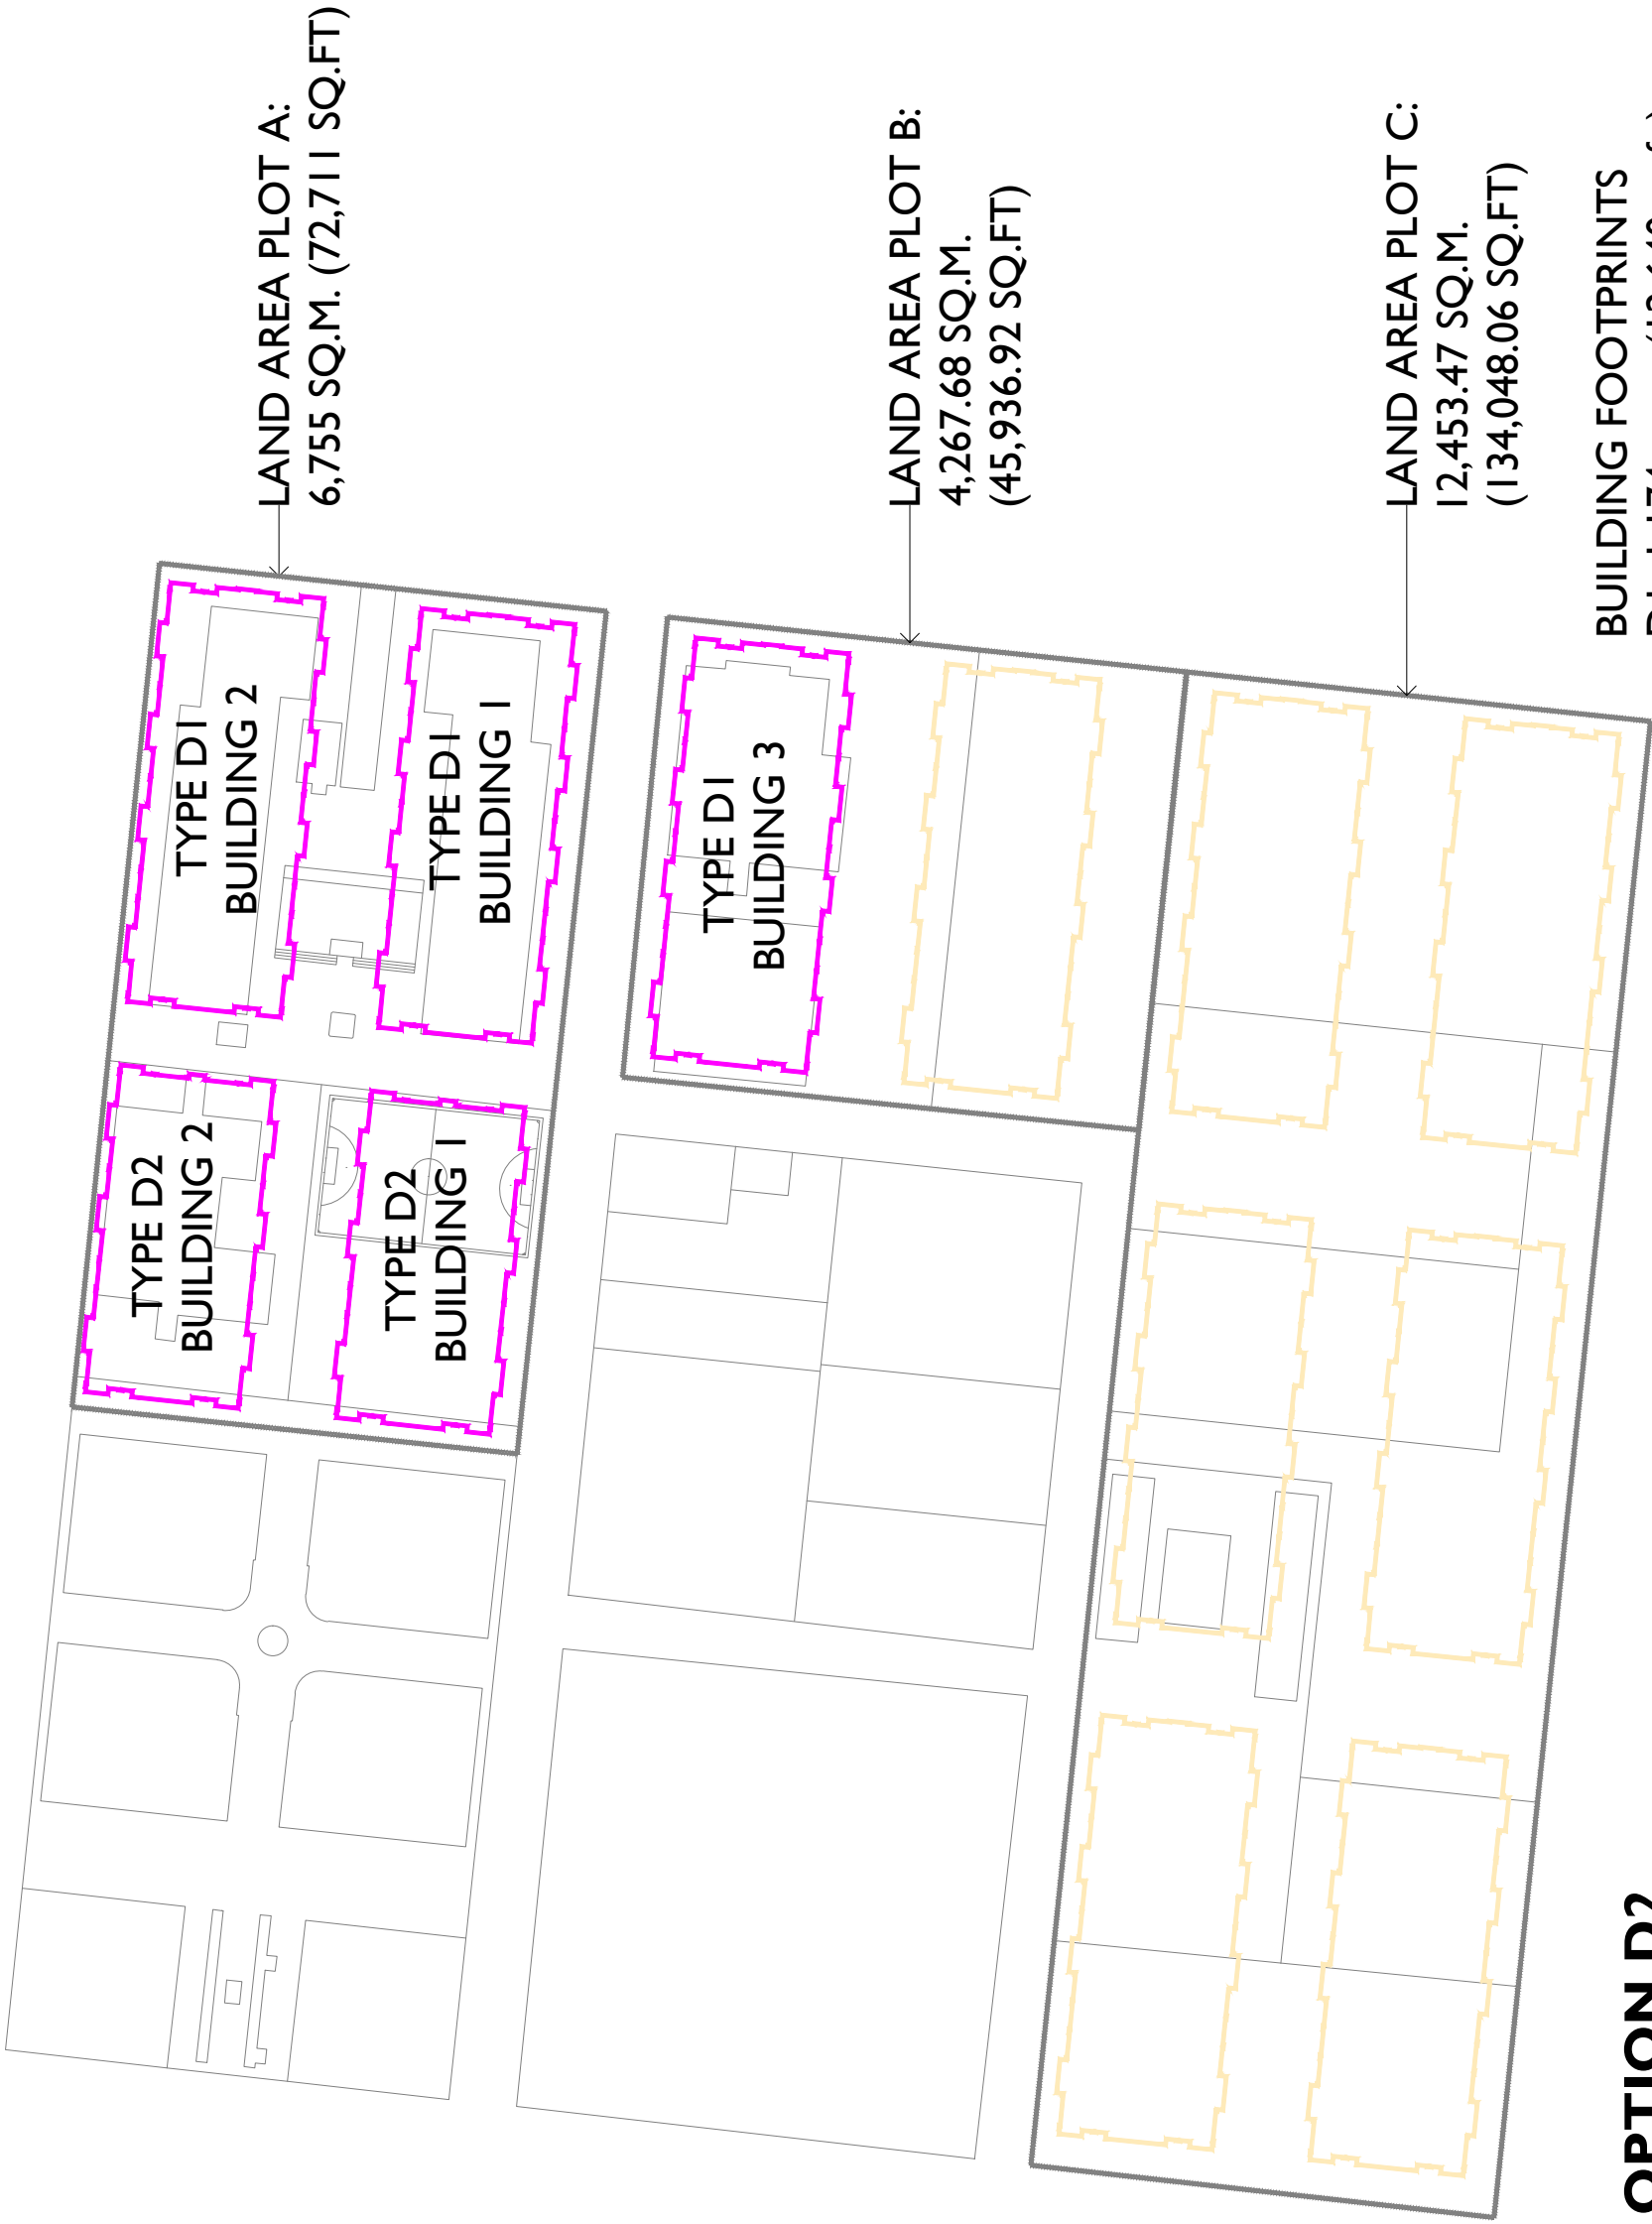 LAND AREA PLOT A:
6,755 SQ.M. (72,711 SQ.FT)
LAND AREA PLOT B:
4,267.68 SQ.M.
(45,936.92 SQ.FT)
LAND AREA PLOT C:
12,453.47 SQ.M.
(134,048.06 SQ.FT)
TYPE D1
BUILDING 2
TYPE D1
BUILDING 1
TYPE D2
BUILDING 2
TYPE D2
BUILDING 1
TYPE D1
BUILDING 3
BUILDING FOOTPRINTS
OPTION D2